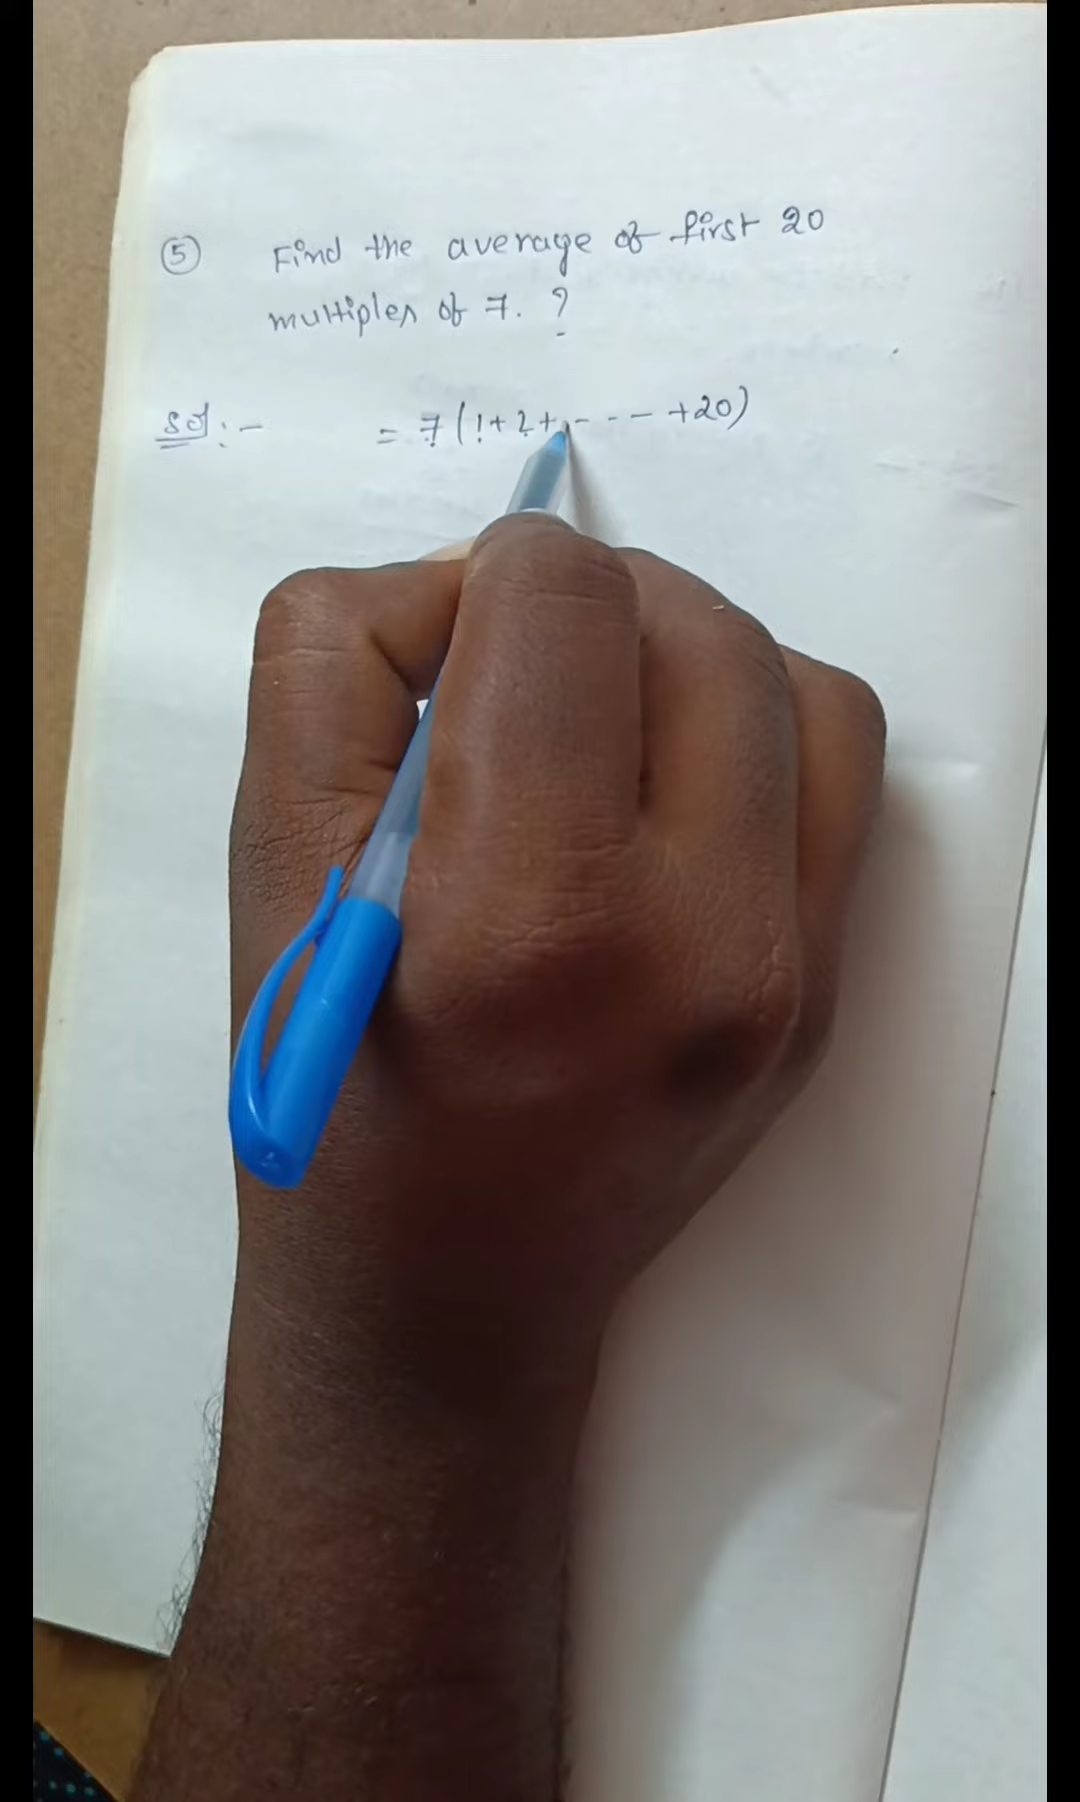 ⑤ Find the average of first 20
multiples of 7. ?
Sol:- = 7(1+2+ - - - - +20)